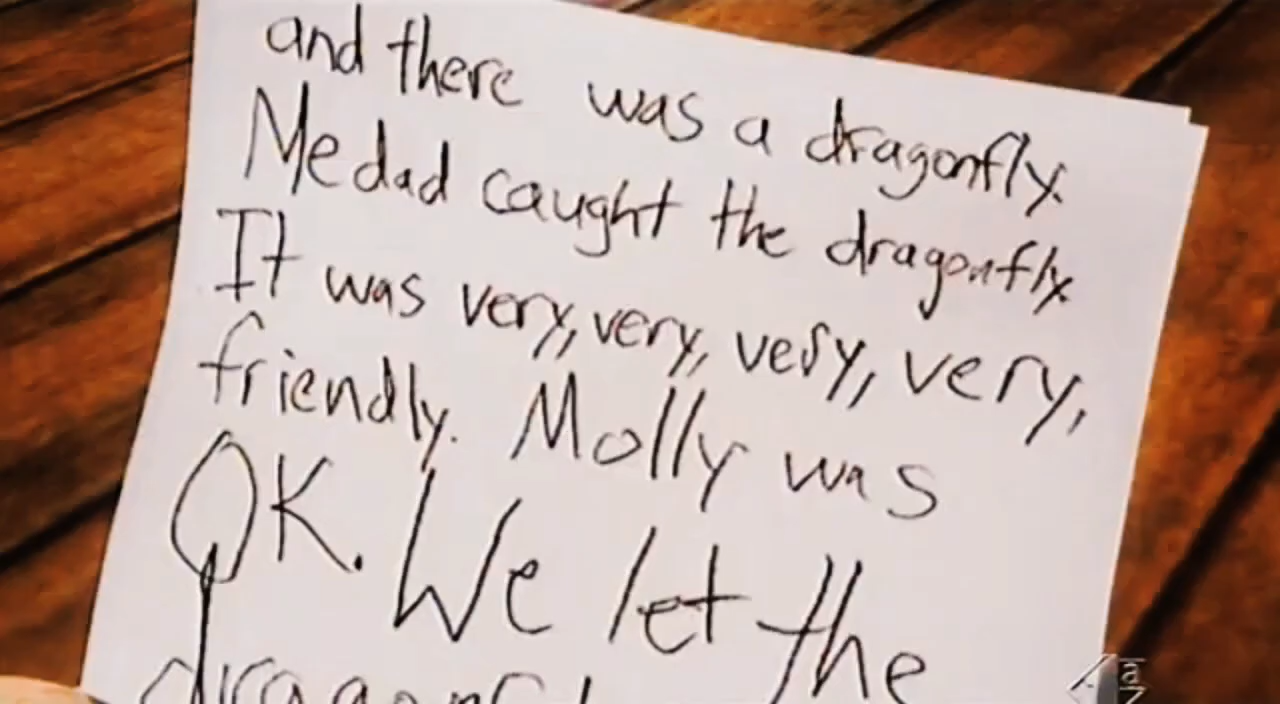 and there was a dragonfly.
Me dad caught the dragonfly.
It was very, very, very, very,
friendly. Molly was
OK. We let the